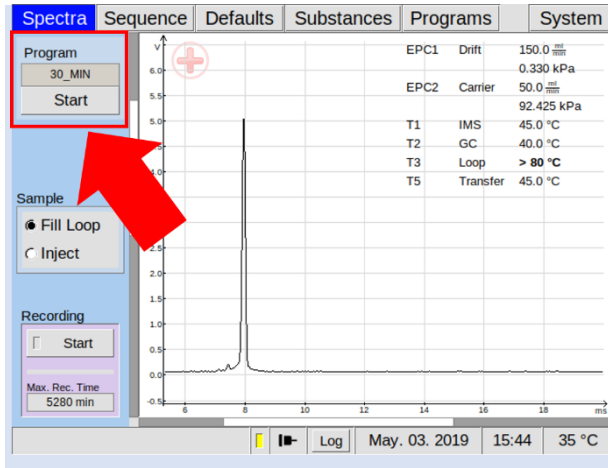 Spectra Sequence Defaults Substances Programs System
Program
30_MIN
Start
Sample
Fill Loop
Inject
Recording
Start
Max. Rec. Time
5280 min
V
6.0
5.5
5.0
2.5
2.0
1.5
1.0
0.5
0.0
-0.5
6 8 10 12 14 16 18 ms
EPC1 Drift 150.0 ml/min
0.330 kPa
EPC2 Carrier 50.0 ml/min
92.425 kPa
T1 IMS 45.0 °C
T2 GC 40.0 °C
T3 Loop > 80 °C
T5 Transfer 45.0 °C
Log May. 03. 2019 15:44 35 °C